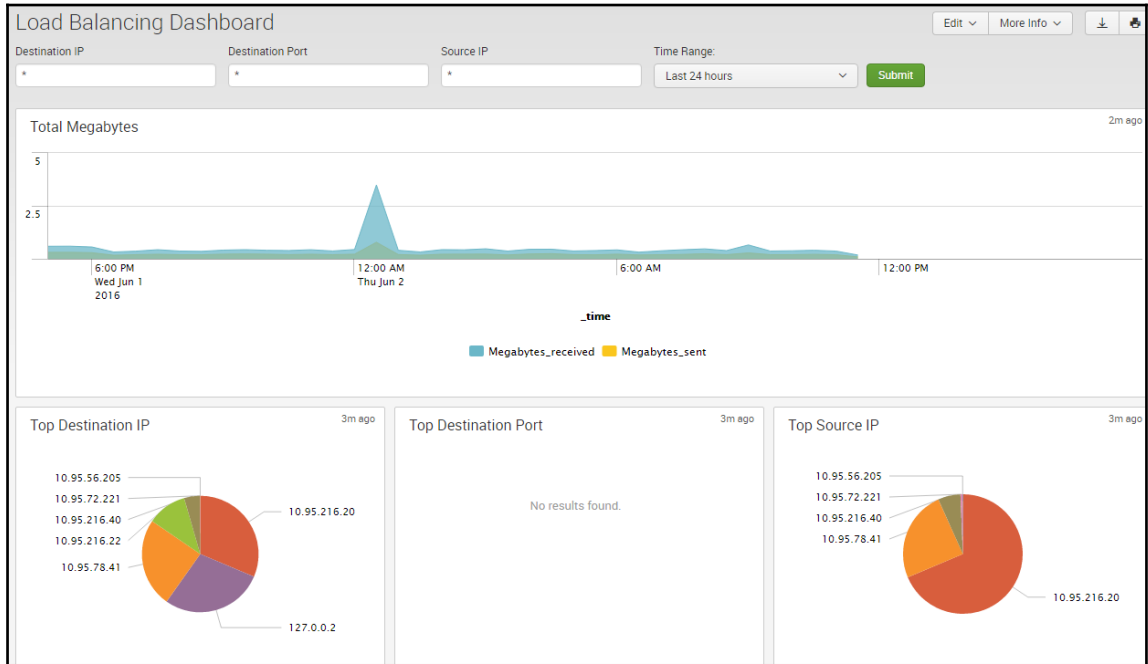 Load Balancing Dashboard
Edit
More Info
Destination IP
Destination Port
Source IP
Time Range:
*
*
*
Last 24 hours
Submit
Total Megabytes
2m ago
5
2.5
6:00 PM
Wed Jun 1
2016
12:00 AM
Thu Jun 2
6:00 AM
12:00 PM
_time
Megabytes_received
Megabytes_sent
Top Destination IP
3m ago
10.95.56.205
10.95.72.221
10.95.216.40
10.95.216.22
10.95.78.41
10.95.216.20
127.0.0.2
Top Destination Port
3m ago
No results found.
Top Source IP
3m ago
10.95.56.205
10.95.72.221
10.95.216.40
10.95.78.41
10.95.216.20